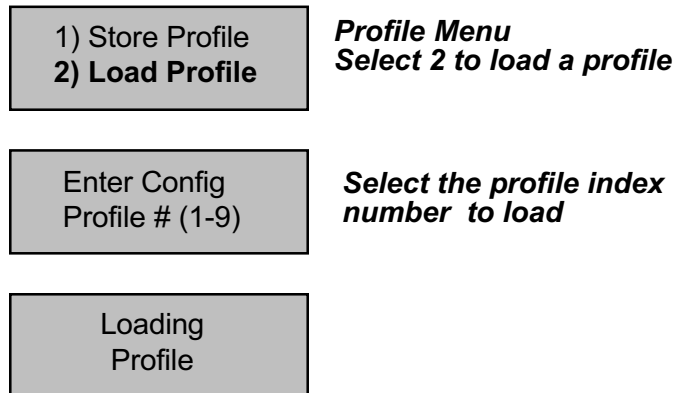 1) Store Profile
2) Load Profile
Profile Menu
Select 2 to load a profile
Enter Config
Profile # (1-9)
Select the profile index
number to load
Loading
Profile